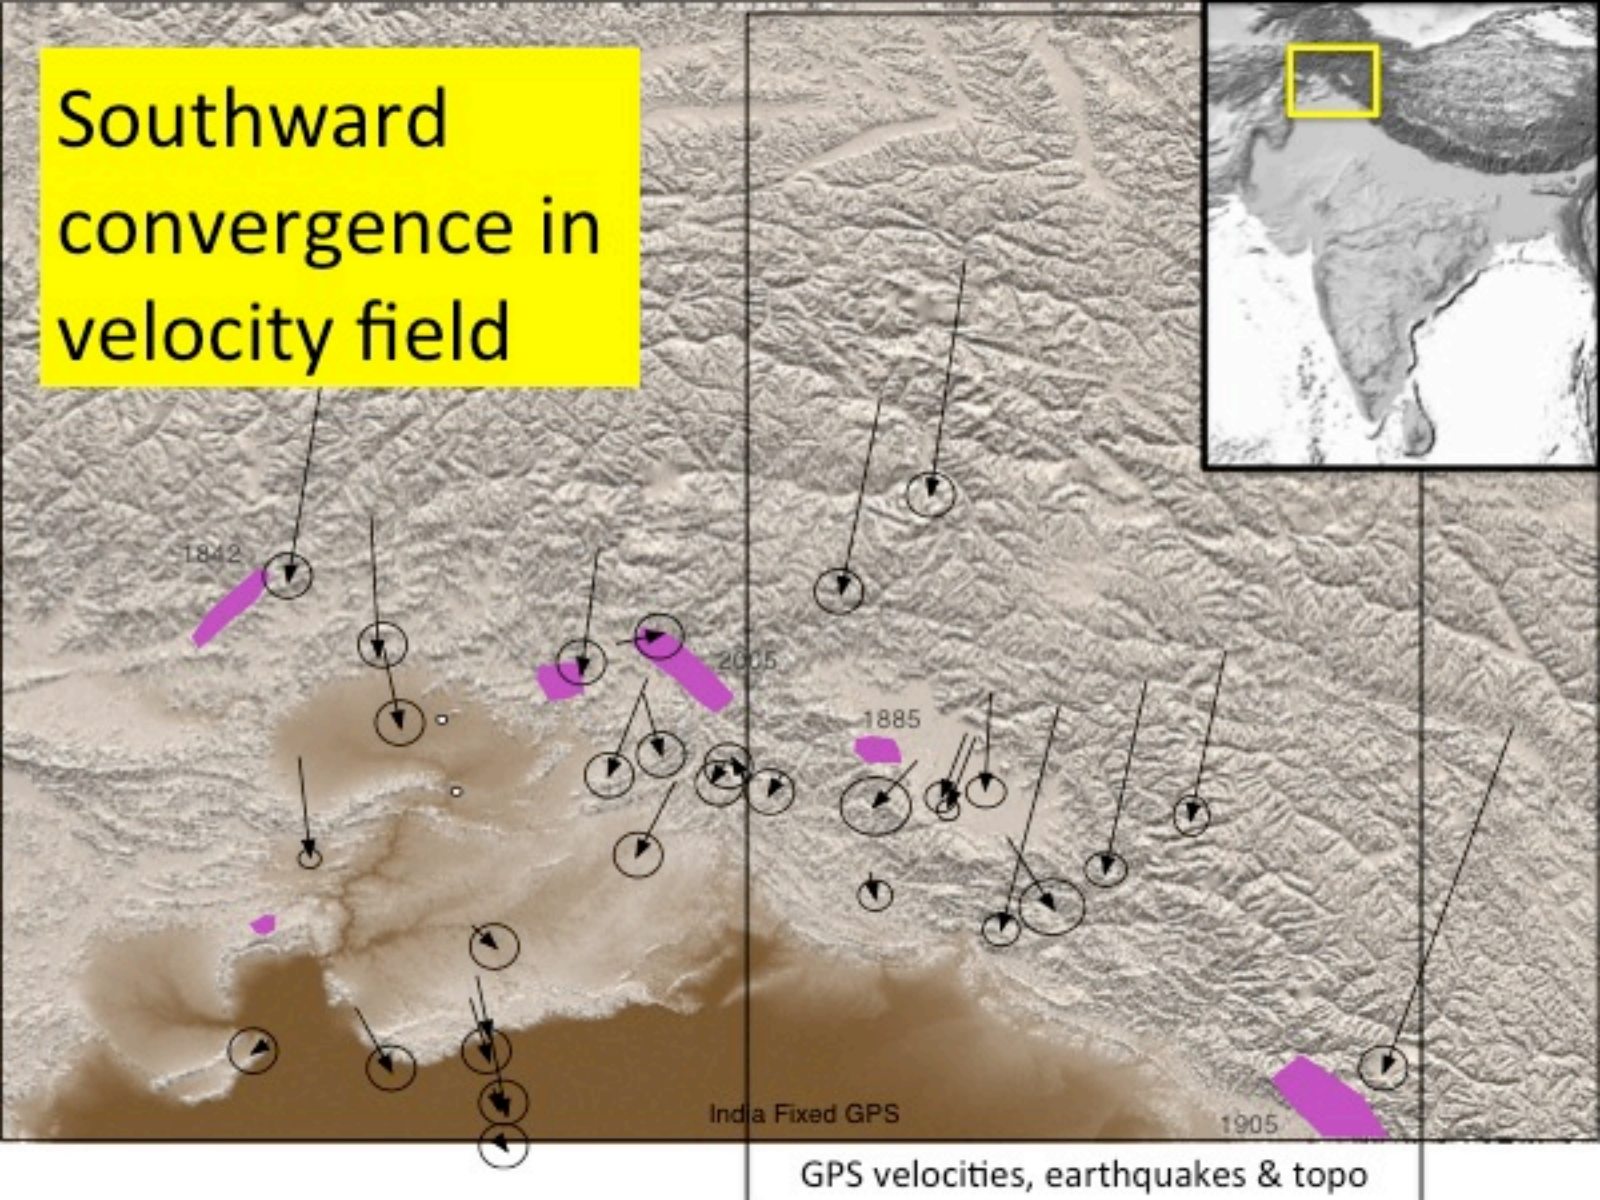 Southward
convergence in
velocity field
1842
2005
1885
India Fixed GPS
1905
GPS velocities, earthquakes & topo